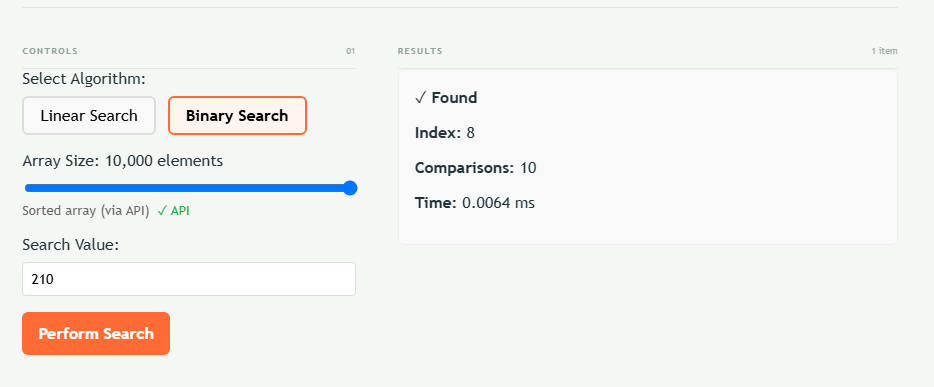 CONTROLS
01
Select Algorithm:
Linear Search
Binary Search
Array Size: 10,000 elements
Sorted array (via API) ✓ API
Search Value:
210
Perform Search
RESULTS
1 item
✓ Found
Index: 8
Comparisons: 10
Time: 0.0064 ms